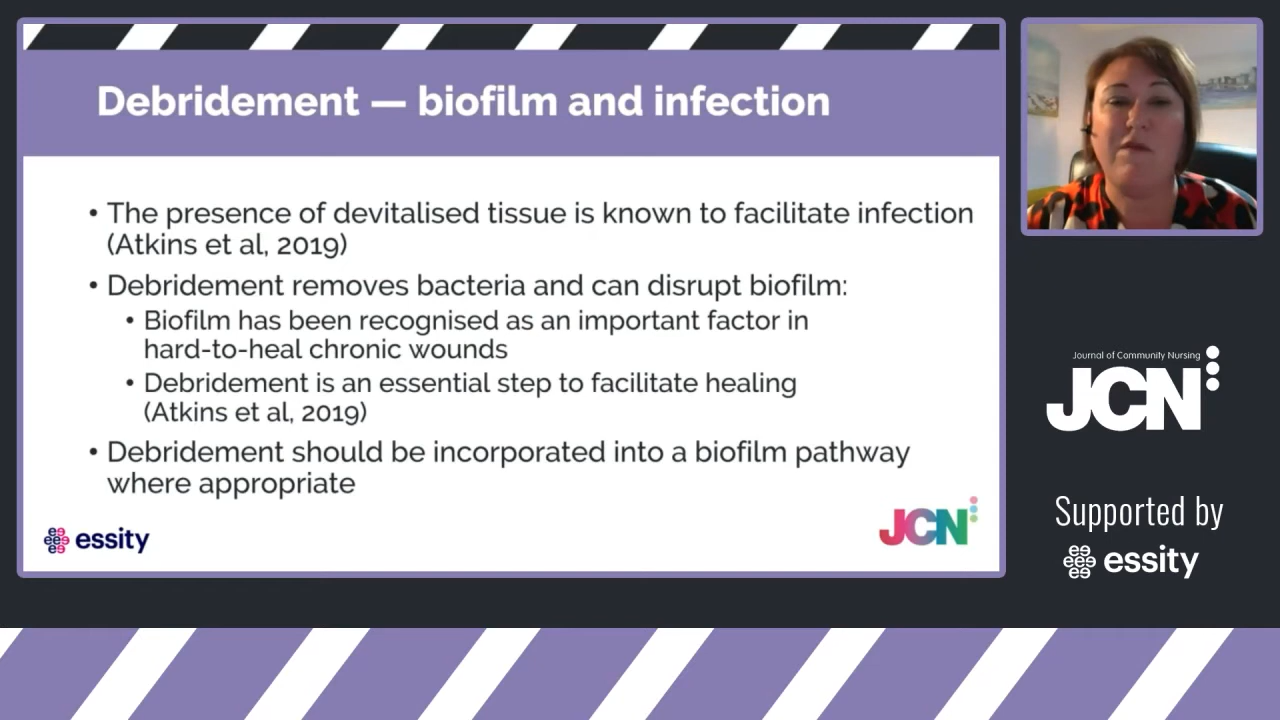 Debridement — biofilm and infection
• The presence of devitalised tissue is known to facilitate infection
(Atkins et al, 2019)
• Debridement removes bacteria and can disrupt biofilm:
• Biofilm has been recognised as an important factor in
hard-to-heal chronic wounds
• Debridement is an essential step to facilitate healing
(Atkins et al, 2019)
• Debridement should be incorporated into a biofilm pathway
where appropriate
essity
JCN
Journal of Community Nursing
JCN
Supported by
essity